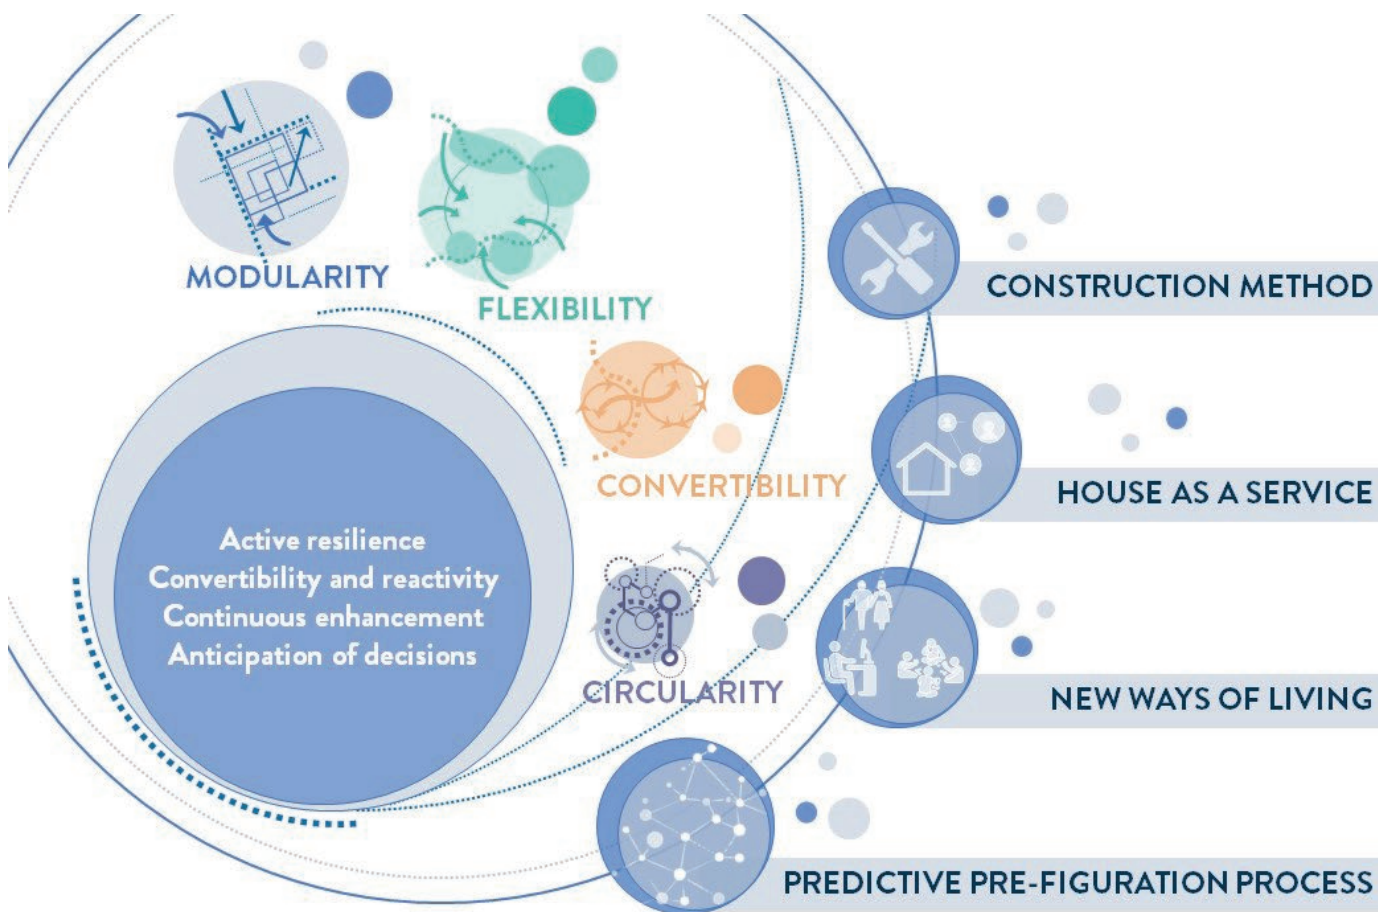 MODULARITY
FLEXIBILITY
CONVERTIBILITY
CIRCULARITY
Active resilience
Convertibility and reactivity
Continuous enhancement
Anticipation of decisions
CONSTRUCTION METHOD
HOUSE AS A SERVICE
NEW WAYS OF LIVING
PREDICTIVE PRE-FIGURATION PROCESS